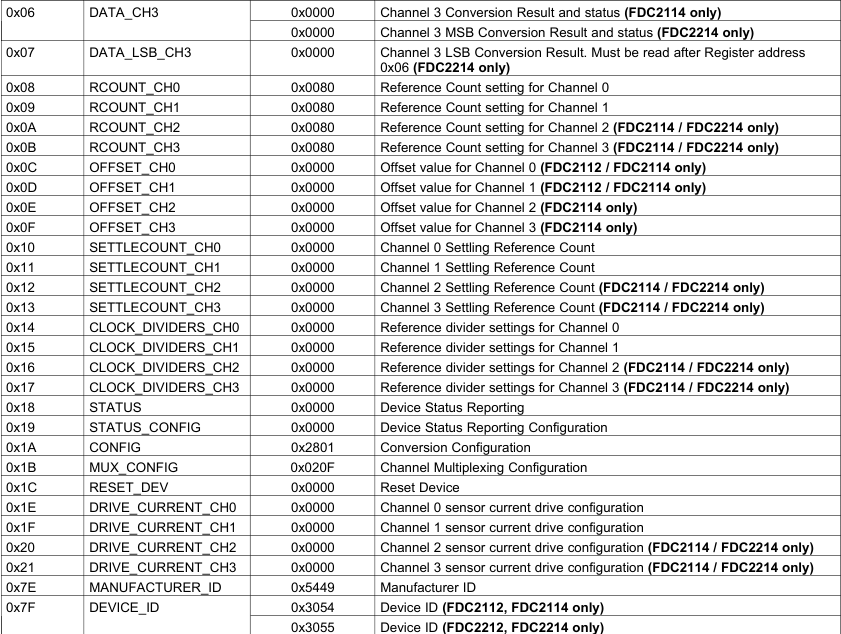 0x06 DATA_CH3 0x0000 Channel 3 Conversion Result and status (FDC2114 only)
0x0000 Channel 3 MSB Conversion Result and status (FDC2214 only)
0x07 DATA_LSB_CH3 0x0000 Channel 3 LSB Conversion Result. Must be read after Register address
0x06 (FDC2214 only)
0x08 RCOUNT_CH0 0x0080 Reference Count setting for Channel 0
0x09 RCOUNT_CH1 0x0080 Reference Count setting for Channel 1
0x0A RCOUNT_CH2 0x0080 Reference Count setting for Channel 2 (FDC2114 / FDC2214 only)
0x0B RCOUNT_CH3 0x0080 Reference Count setting for Channel 3 (FDC2114 / FDC2214 only)
0x0C OFFSET_CH0 0x0000 Offset value for Channel 0 (FDC2112 / FDC2114 only)
0x0D OFFSET_CH1 0x0000 Offset value for Channel 1 (FDC2112 / FDC2114 only)
0x0E OFFSET_CH2 0x0000 Offset value for Channel 2 (FDC2114 only)
0x0F OFFSET_CH3 0x0000 Offset value for Channel 3 (FDC2114 only)
0x10 SETTLECOUNT_CH0 0x0000 Channel 0 Settling Reference Count
0x11 SETTLECOUNT_CH1 0x0000 Channel 1 Settling Reference Count
0x12 SETTLECOUNT_CH2 0x0000 Channel 2 Settling Reference Count (FDC2114 / FDC2214 only)
0x13 SETTLECOUNT_CH3 0x0000 Channel 3 Settling Reference Count (FDC2114 / FDC2214 only)
0x14 CLOCK_DIVIDERS_CH0 0x0000 Reference divider settings for Channel 0
0x15 CLOCK_DIVIDERS_CH1 0x0000 Reference divider settings for Channel 1
0x16 CLOCK_DIVIDERS_CH2 0x0000 Reference divider settings for Channel 2 (FDC2114 / FDC2214 only)
0x17 CLOCK_DIVIDERS_CH3 0x0000 Reference divider settings for Channel 3 (FDC2114 / FDC2214 only)
0x18 STATUS 0x0000 Device Status Reporting
0x19 STATUS_CONFIG 0x0000 Device Status Reporting Configuration
0x1A CONFIG 0x2801 Conversion Configuration
0x1B MUX_CONFIG 0x020F Channel Multiplexing Configuration
0x1C RESET_DEV 0x0000 Reset Device
0x1E DRIVE_CURRENT_CH0 0x0000 Channel 0 sensor current drive configuration
0x1F DRIVE_CURRENT_CH1 0x0000 Channel 1 sensor current drive configuration
0x20 DRIVE_CURRENT_CH2 0x0000 Channel 2 sensor current drive configuration (FDC2114 / FDC2214 only)
0x21 DRIVE_CURRENT_CH3 0x0000 Channel 3 sensor current drive configuration (FDC2114 / FDC2214 only)
0x7E MANUFACTURER_ID 0x5449 Manufacturer ID
0x7F DEVICE_ID 0x3054 Device ID (FDC2112, FDC2114 only)
0x3055 Device ID (FDC2212, FDC2214 only)